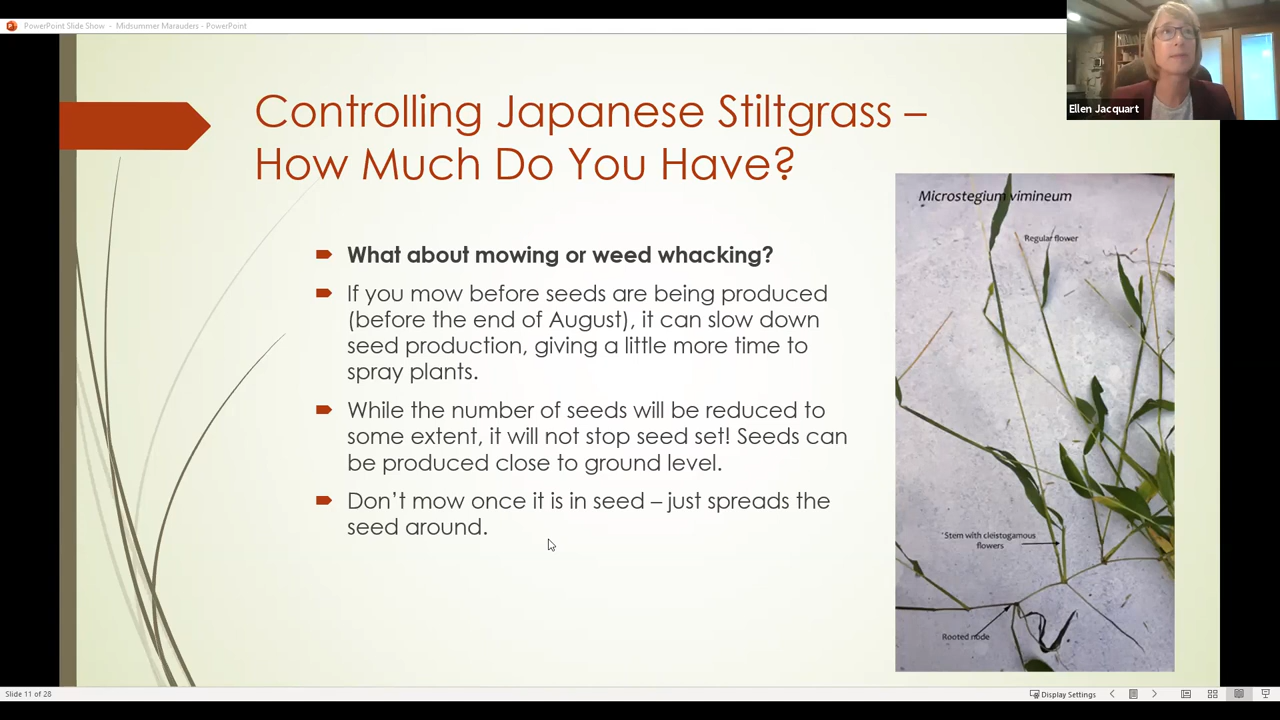 PowerPoint Slide Show - Midsummer Marauders - PowerPoint
Ellen Jacquart
Controlling Japanese Stiltgrass –
How Much Do You Have?
What about mowing or weed whacking?
If you mow before seeds are being produced
(before the end of August), it can slow down
seed production, giving a little more time to
spray plants.
While the number of seeds will be reduced to
some extent, it will not stop seed set! Seeds can
be produced close to ground level.
Don’t mow once it is in seed – just spreads the
seed around.
Microstegium vimineum
Regular flower
Stem with cleistogamous
flowers
Rooted node
Slide 11 of 28
Display Settings